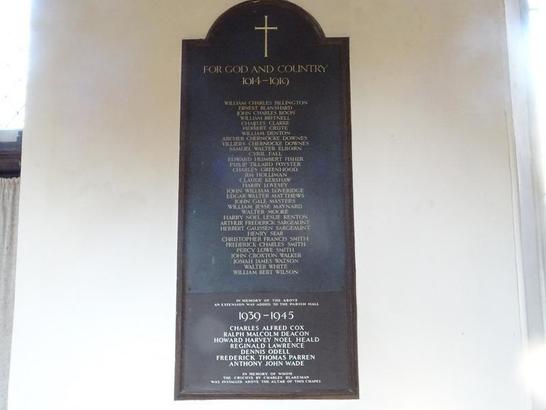 FOR GOD AND COUNTRY
1914-1919
WILLIAM CHARLES BILLINGTON
ERNEST BLANSHARD
JOHN CHARLES BOON
WILLIAM BRITNELL
CHARLES CLARKE
HERBERT CRUTE
WILLIAM DENTON
ARCHER CHERNOCKE DOWNES
VILLIERS CHERNOCKE DOWNES
SAMUEL WALTER ELBORN
CYRIL FALL
EDWARD HUMBERT FISHER
PHILIP TILLARD FOYSTER
CHARLES GREENHOOD
JIM HOLLIMAN
CLAUDE KERSHAW
HARRY LOVESEY
JOHN WILLIAM LOVERIDGE
EDGAR WALTER MATTHEWS
JOHN GALE MASTERS
WILLIAM JESSE MAYNARD
WALTER MOORE
HARRY NOEL LESLIE RENTON
ARTHUR FREDERICK SARGEAUNT
HERBERT GAUSSEN SARGEAUNT
HENRY SEAR
CHRISTOPHER FRANCIS SMITH
FREDERICK CHARLES SMITH
PERCY LOWE SMITH
JOHN CROXTON WALKER
JOSIAH JAMES WATSON
WALTER WHITE
WILLIAM BERT WILSON
IN MEMORY OF THE ABOVE
AN EXTENSION WAS ADDED TO THE PARISH HALL
1939-1945
CHARLES ALFRED COX
RALPH MALCOLM DEACON
HOWARD HARVEY NOEL HEALD
REGINALD LAWRENCE
DENNIS ODELL
FREDERICK THOMAS PARREN
ANTHONY JOHN WADE
IN MEMORY OF WHOM
THE CRUCIFIX BY CHARLES BLAKEMAN
WAS INSTALLED ABOVE THE ALTAR OF THIS CHAPEL